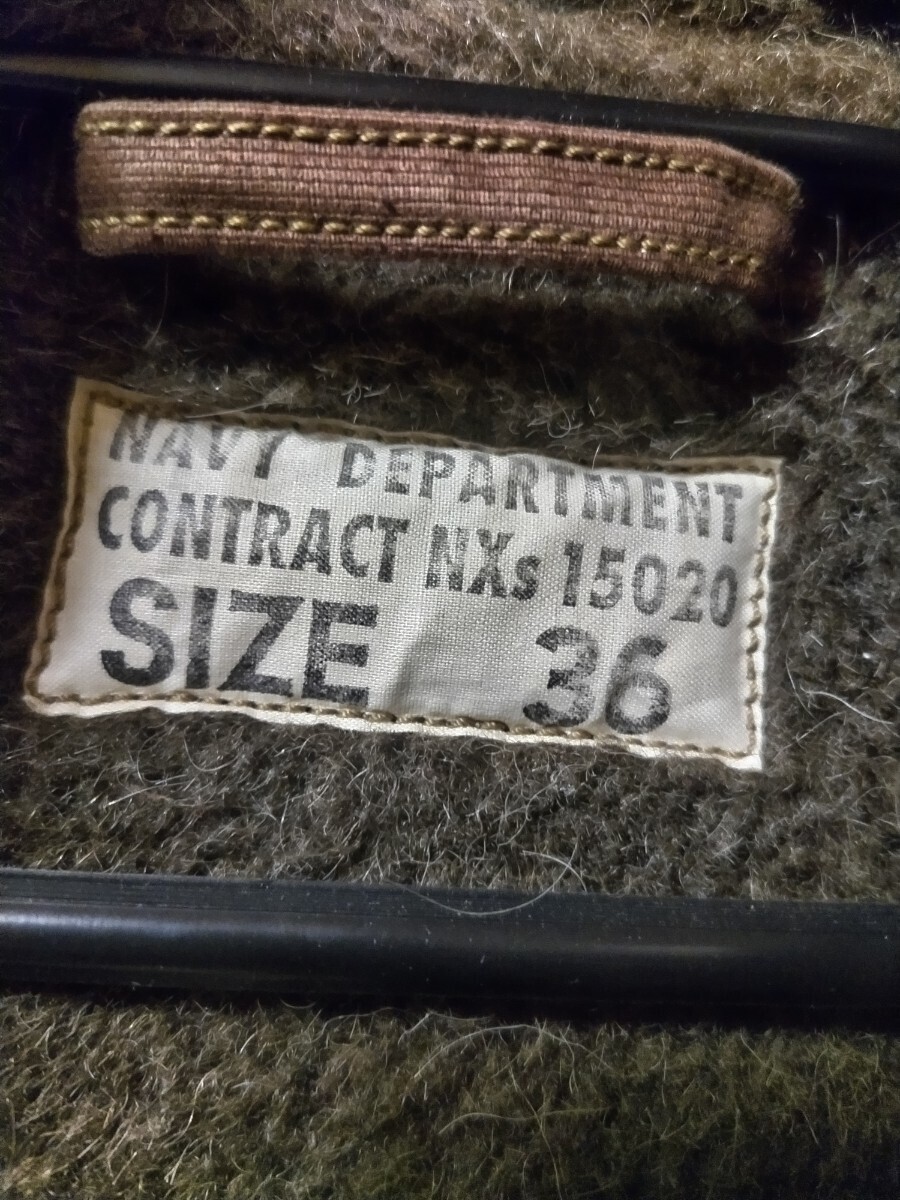 NAVY DEPARTMENT
CONTRACT NXs 15020
SIZE 36